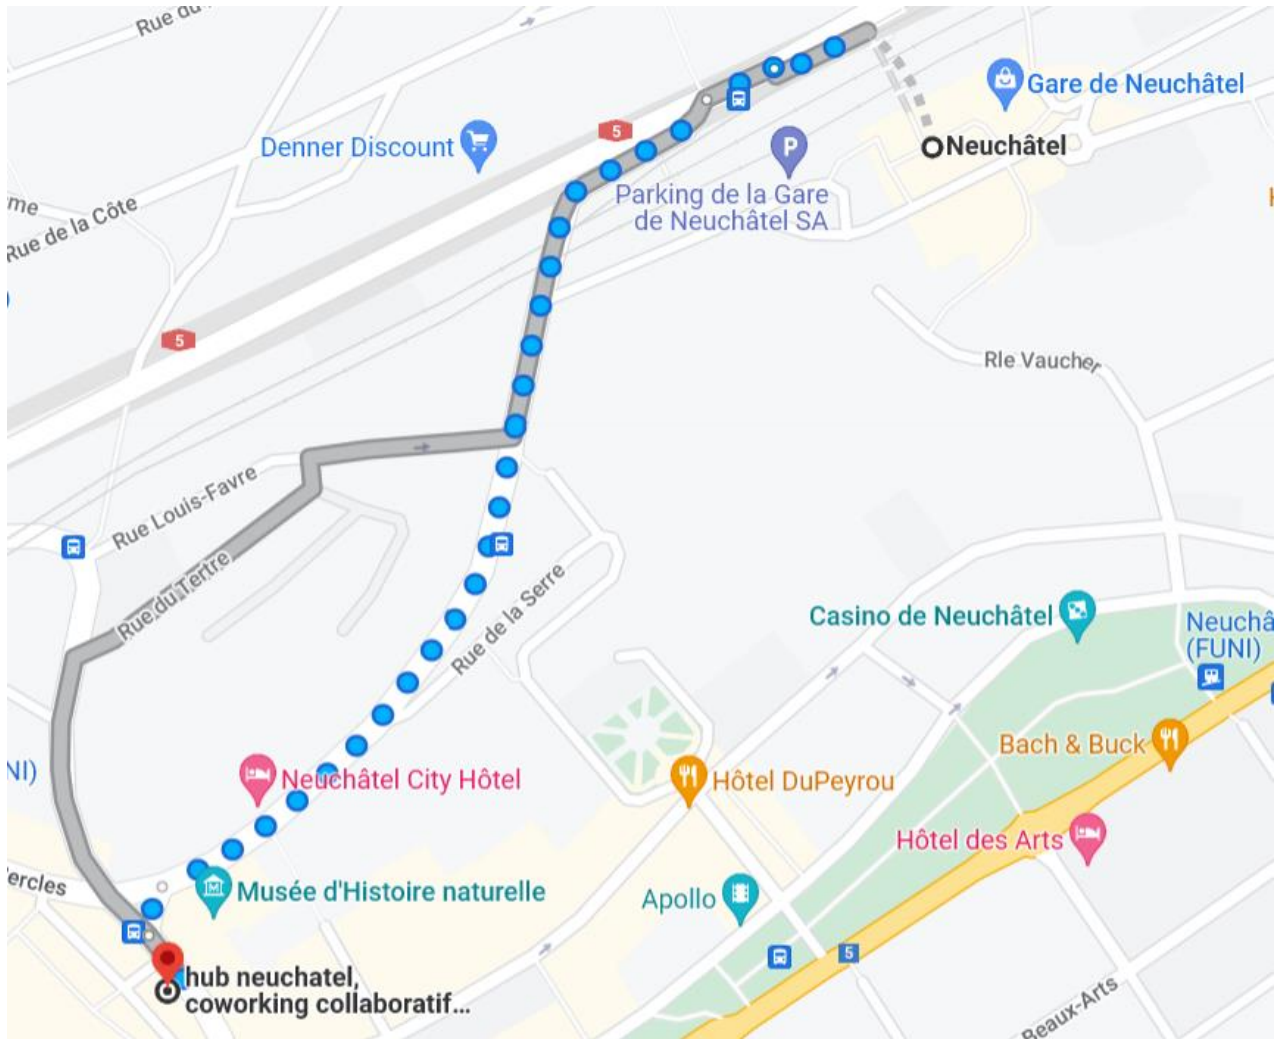 Rue du
Gare de Neuchâtel
5
Denner Discount
P
Neuchâtel
Parking de la Gare
de Neuchâtel SA
Rue de la Côte
5
Rle Vaucher
Rue Louis-Favre
Rue du Tertre
Rue de la Serre
Casino de Neuchâtel
(FUNI)
Bach & Buck
NI)
Neuchâtel City Hôtel
Hôtel DuPeyrou
Hôtel des Arts
Musée d'Histoire naturelle
Apollo
5
hub neuchatel,
coworking collaboratif...
Beaux-Arts